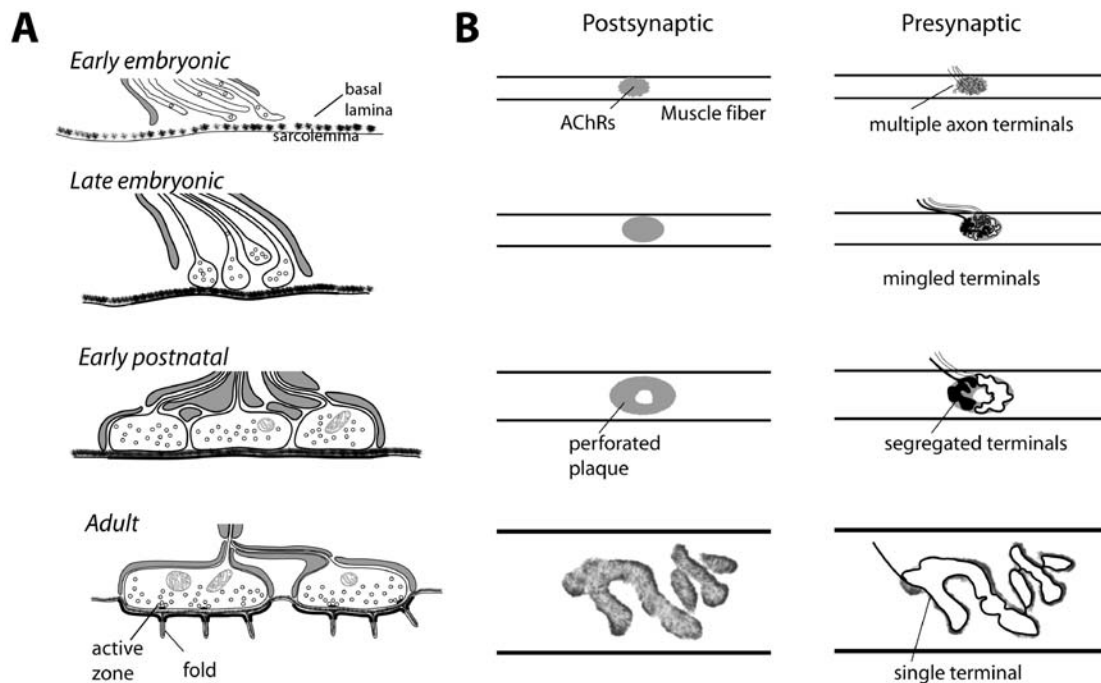 A
Early embryonic
basal
lamina
sarcolemma
Late embryonic
Early postnatal
Adult
active
zone
fold
B
Postsynaptic
Presynaptic
AChRs
Muscle fiber
multiple axon terminals
mingled terminals
perforated
plaque
segregated terminals
single terminal